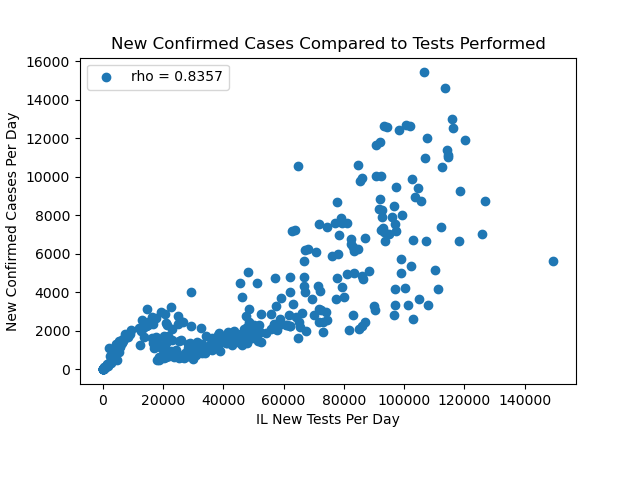 New Confirmed Cases Compared to Tests Performed
rho = 0.8357
New Confirmed Caeses Per Day
16000
14000
12000
10000
8000
6000
4000
2000
0
0 20000 40000 60000 80000 100000 120000 140000
IL New Tests Per Day